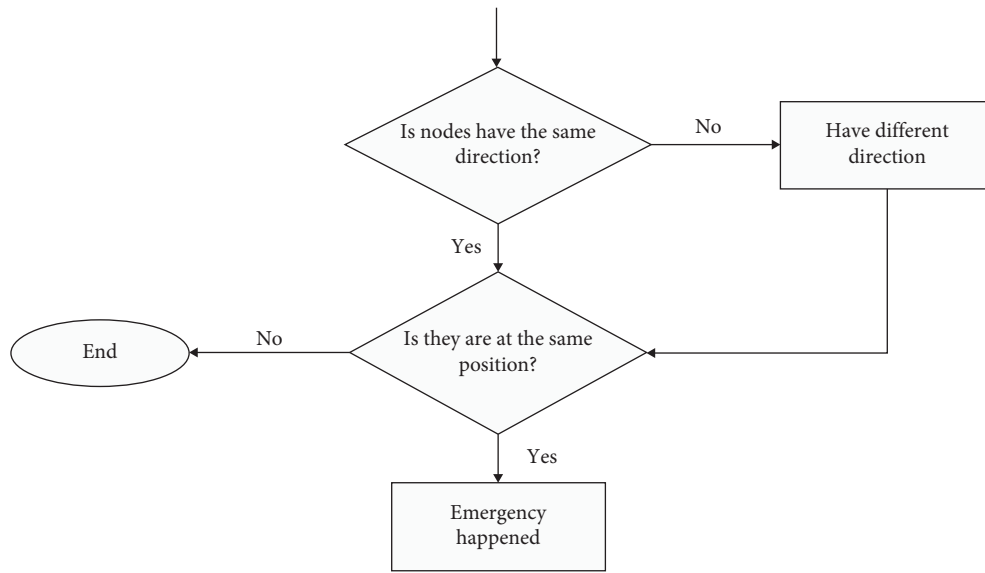 Is nodes have the same
direction?
No
Have different
direction
Yes
Is they are at the same
position?
No
End
Yes
Emergency
happened